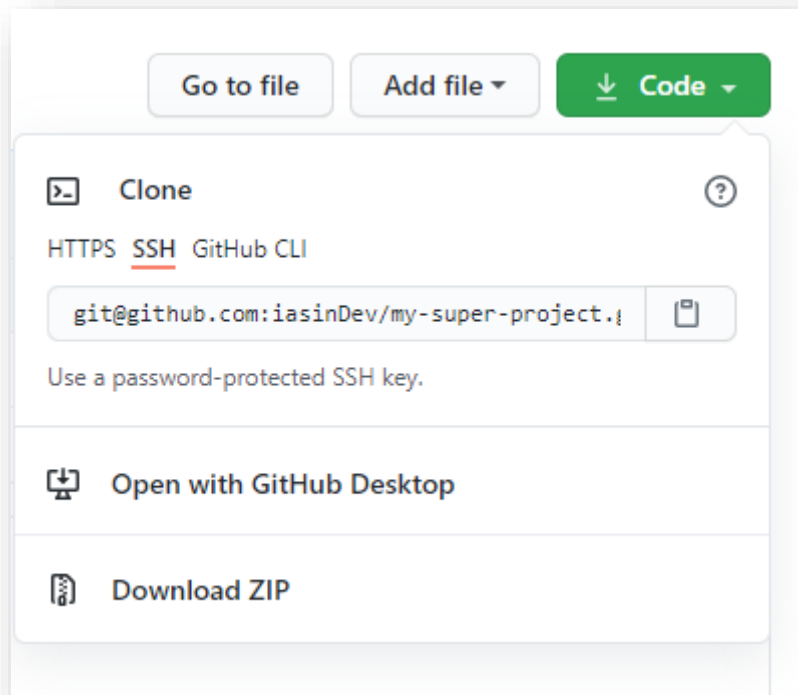 Go to file Add file Code
Clone
HTTPS SSH GitHub CLI
git@github.com:iasinDev/my-super-project.g
Use a password-protected SSH key.
Open with GitHub Desktop
Download ZIP